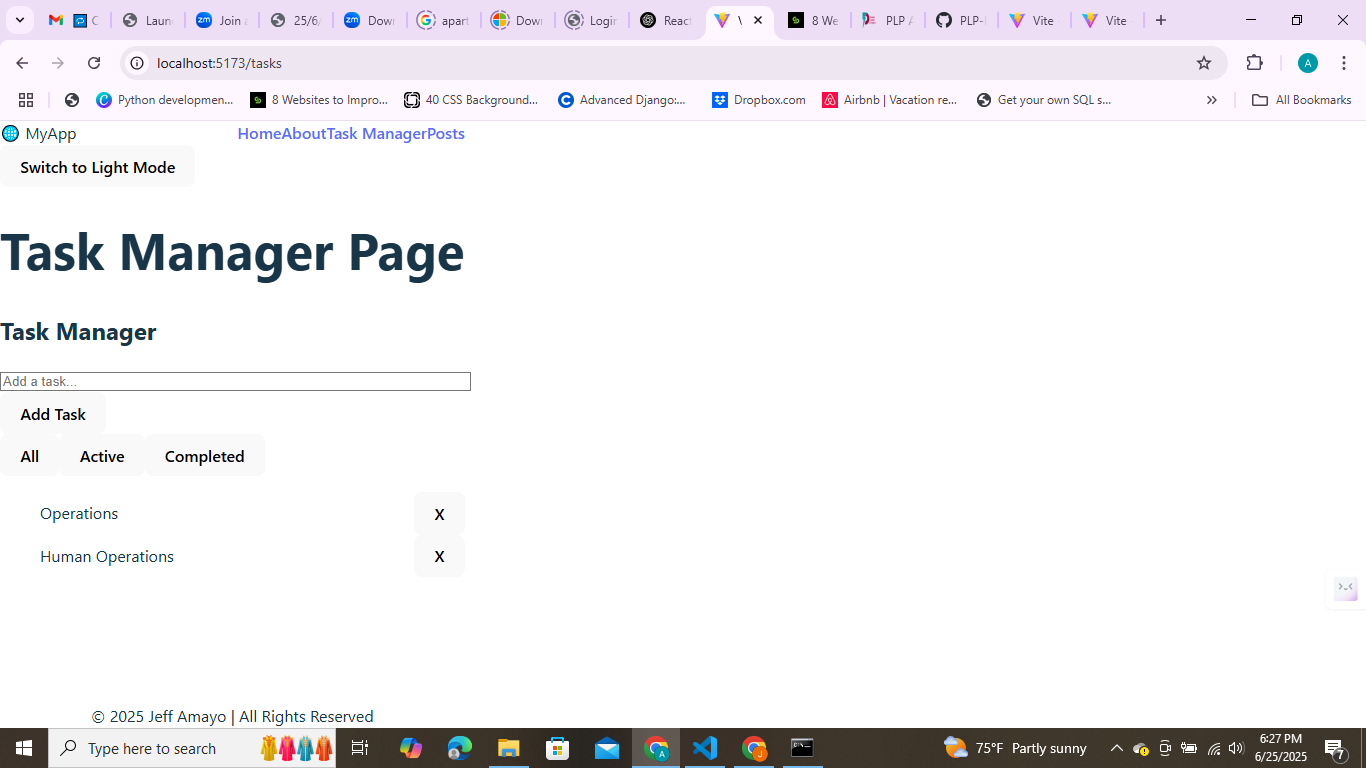 Laun
Join a
25/6/
Down
apart
Down
Login
React
8 We
PLP A
PLP-
Vite
Vite
localhost:5173/tasks
A
Python developmen...
8 Websites to Impro...
40 CSS Background...
Advanced Django:...
Dropbox.com
Airbnb | Vacation re...
Get your own SQL s...
»
All Bookmarks
MyApp
HomeAboutTask ManagerPosts
Switch to Light Mode
Task Manager Page
Task Manager
Add a task...
Add Task
All Active Completed
Operations X
Human Operations X
© 2025 Jeff Amayo | All Rights Reserved
Type here to search
75°F Partly sunny
6:27 PM
6/25/2025
7